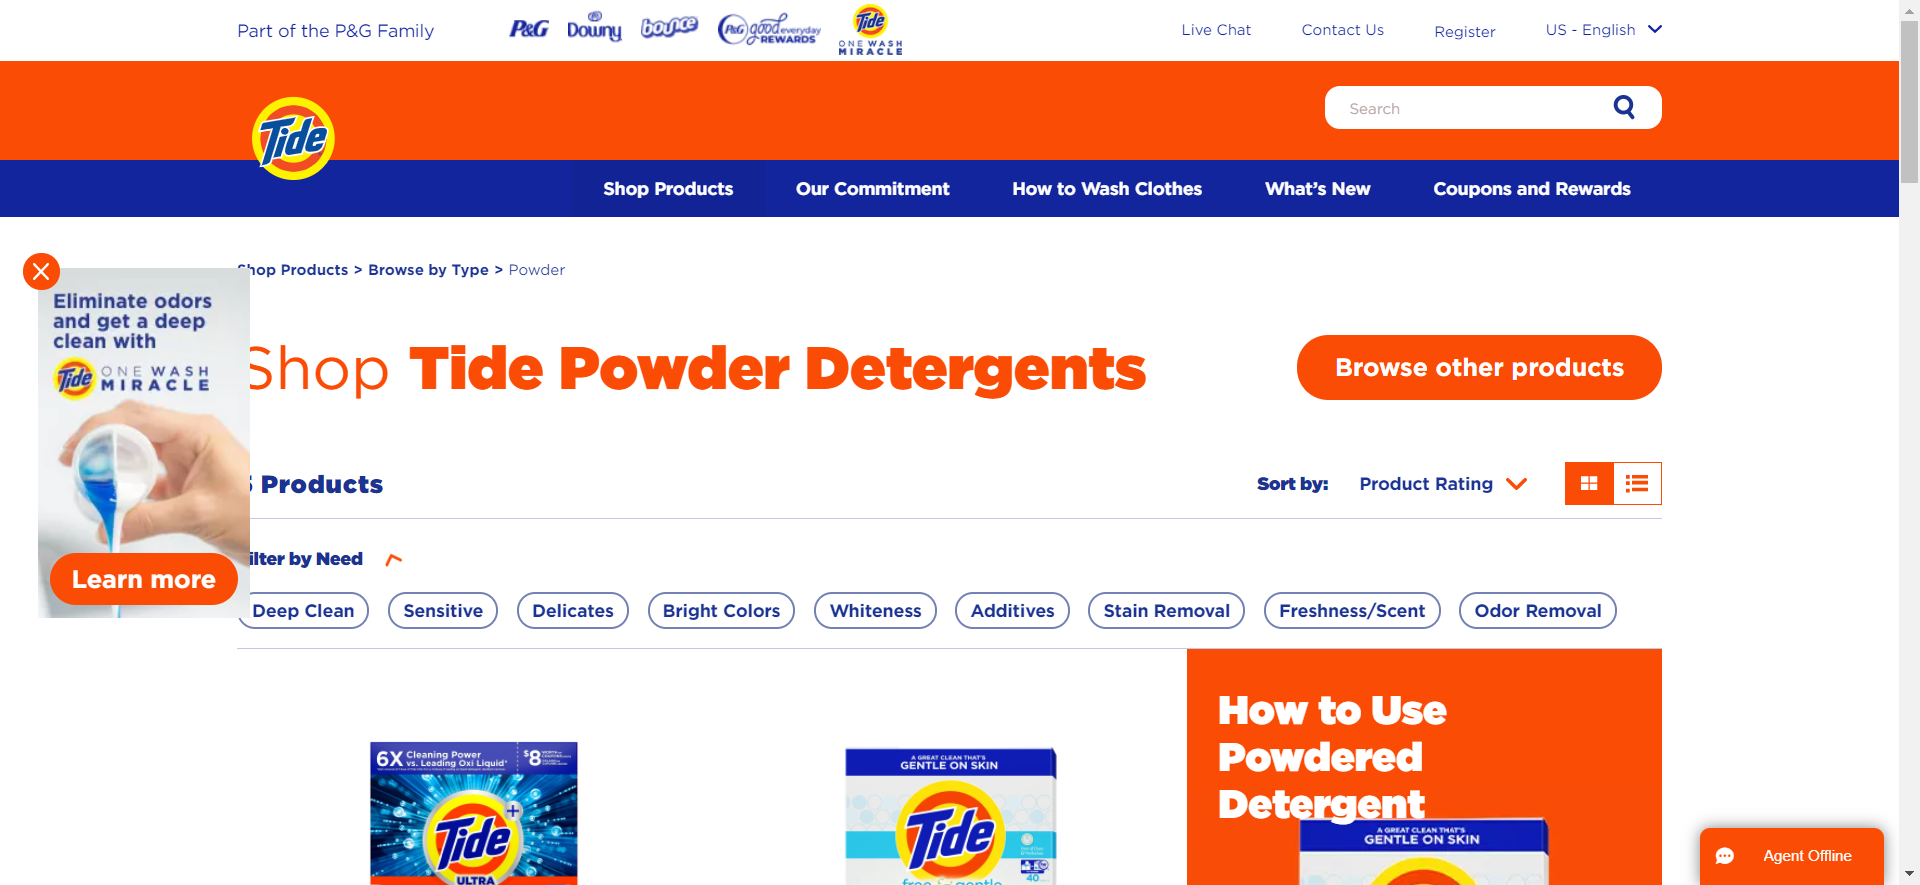 Part of the P&G Family
P&G
Downy
bounce
P&G good everyday REWARDS
Tide
ONE WASH
MIRACLE
Live Chat
Contact Us
Register
US - English
Tide
Search
Shop Products
Our Commitment
How to Wash Clothes
What's New
Coupons and Rewards
Shop Products > Browse by Type > Powder
Eliminate odors
and get a deep
clean with
Tide ONE WASH
MIRACLE
Learn more
Shop Tide Powder Detergents
Browse other products
Products
Sort by:
Product Rating
Filter by Need
Deep Clean
Sensitive
Delicates
Bright Colors
Whiteness
Additives
Stain Removal
Freshness/Scent
Odor Removal
6X Cleaning Power
vs. Leading Oxi Liquid*
$8
Tide
ULTRA
A GREAT CLEAN THAT'S
GENTLE ON SKIN
Tide
free & gentle
40
How to Use
Powdered
Detergent
A GREAT CLEAN THAT'S
GENTLE ON SKIN
Agent Offline